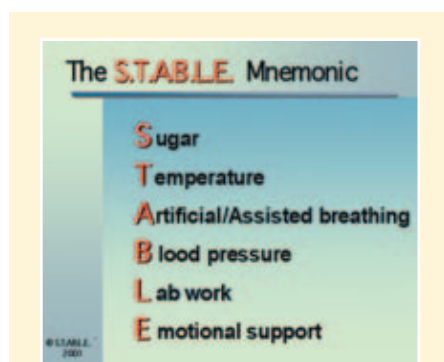 The S.T.A.B.L.E. Mnemonic
Sugar
Temperature
Artificial/Assisted breathing
Blood pressure
Lab work
Emotional support
© S.T.A.B.L.E.